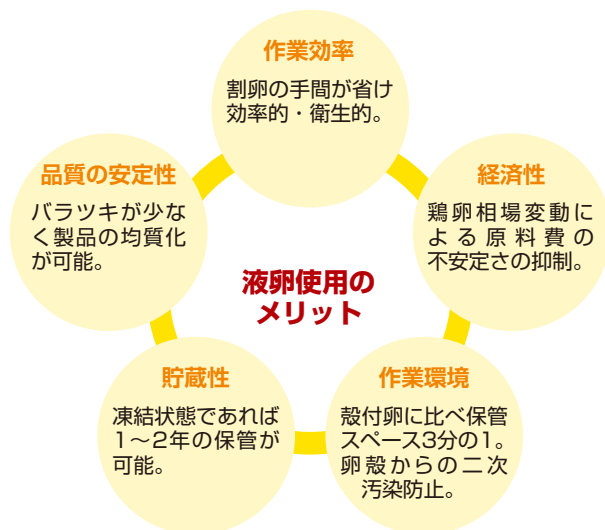 作業効率
割卵の手間が省け
効率的・衛生的。
品質の安定性
バラツキが少な
く製品の均質化
が可能。
経済性
鶏卵相場変動に
よる原料費の
不安定さの抑制。
液卵使用の
メリット
貯蔵性
凍結状態であれば
1〜2年の保管が
可能。
作業環境
殻付卵に比べ保管
スペース3分の1。
卵殻からの二次
汚染防止。